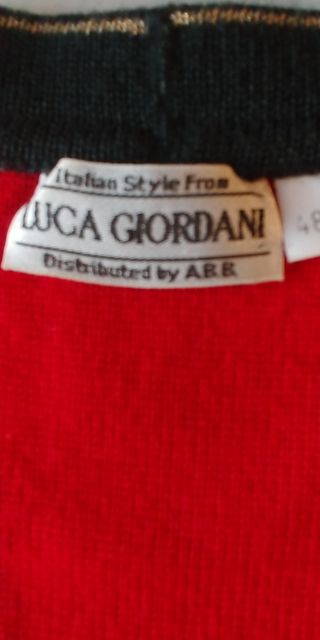 Italian Style From
LUCA GIORDANI
Distributed by A.B.B.
48